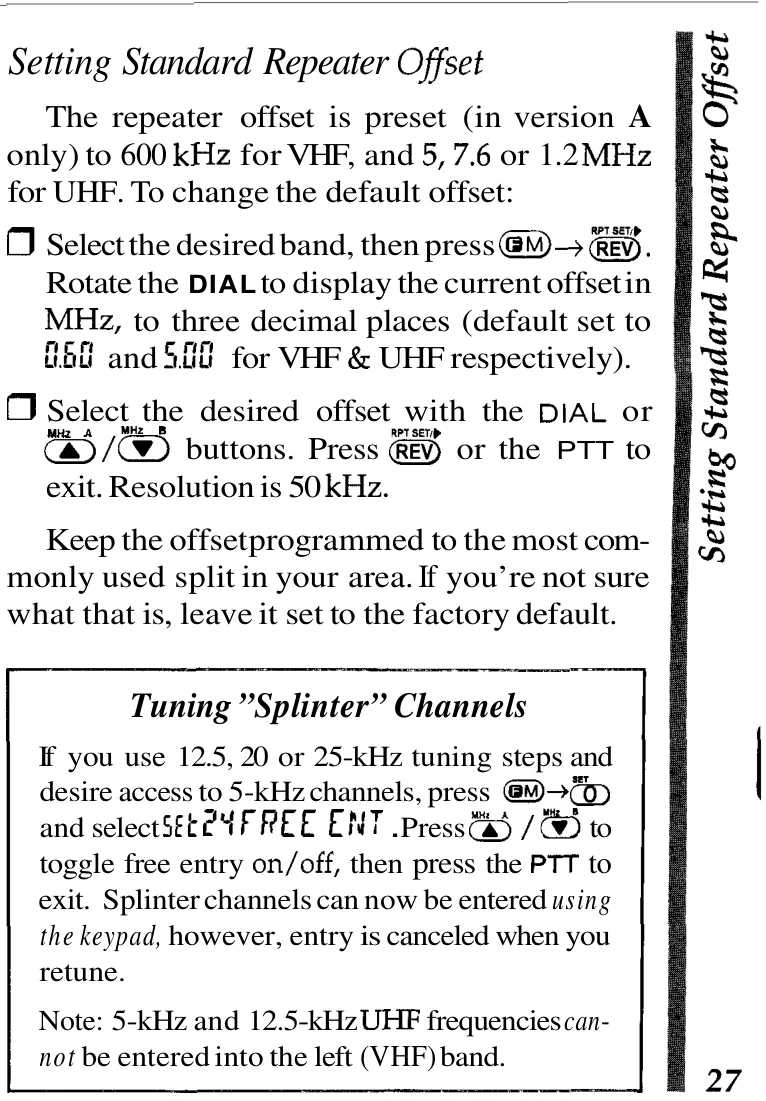 Setting Standard Repeater Offset
The repeater offset is preset (in version A
only) to 600 kHz for VHF, and 5, 7.6 or 1.2 MHz
for UHF. To change the default offset:
Select the desired band, then press FM → RPT SET/▶ REV.
Rotate the DIAL to display the current offset in
MHz, to three decimal places (default set to
0.60 and 5.00 for VHF & UHF respectively).
Select the desired offset with the DIAL or
MHz A ▲ / MHz B ▼ buttons. Press RPT SET/▶ REV or the PTT to
exit. Resolution is 50 kHz.
Keep the offset programmed to the most com-
monly used split in your area. If you're not sure
what that is, leave it set to the factory default.
Tuning "Splinter" Channels
If you use 12.5, 20 or 25-kHz tuning steps and
desire access to 5-kHz channels, press FM → SET 0
and select SEt 24 FREE ENT. Press MHz A ▲ / MHz B ▼ to
toggle free entry on/off, then press the PTT to
exit. Splinter channels can now be entered using
the keypad, however, entry is canceled when you
retune.
Note: 5-kHz and 12.5-kHz UHF frequencies can-
not be entered into the left (VHF) band.
Setting Standard Repeater Offset
27